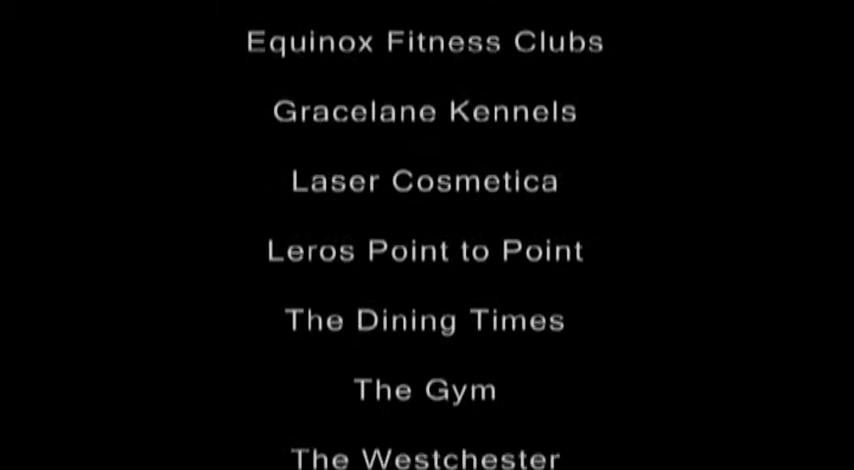 Equinox Fitness Clubs
Gracelane Kennels
Laser Cosmetica
Leros Point to Point
The Dining Times
The Gym
The Westchester